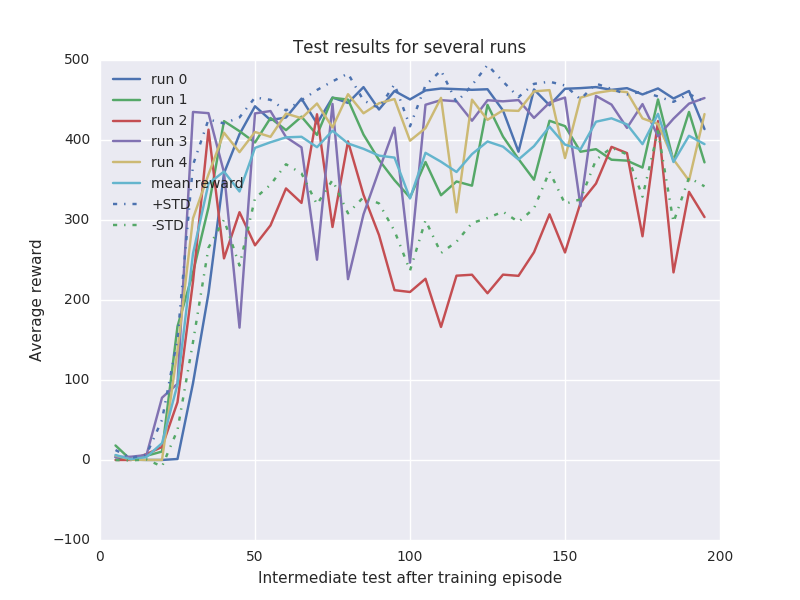 Test results for several runs
500
400
300
200
100
0
−100
0
50
100
150
200
Average reward
Intermediate test after training episode
run 0
run 1
run 2
run 3
run 4
mean reward
+STD
-STD